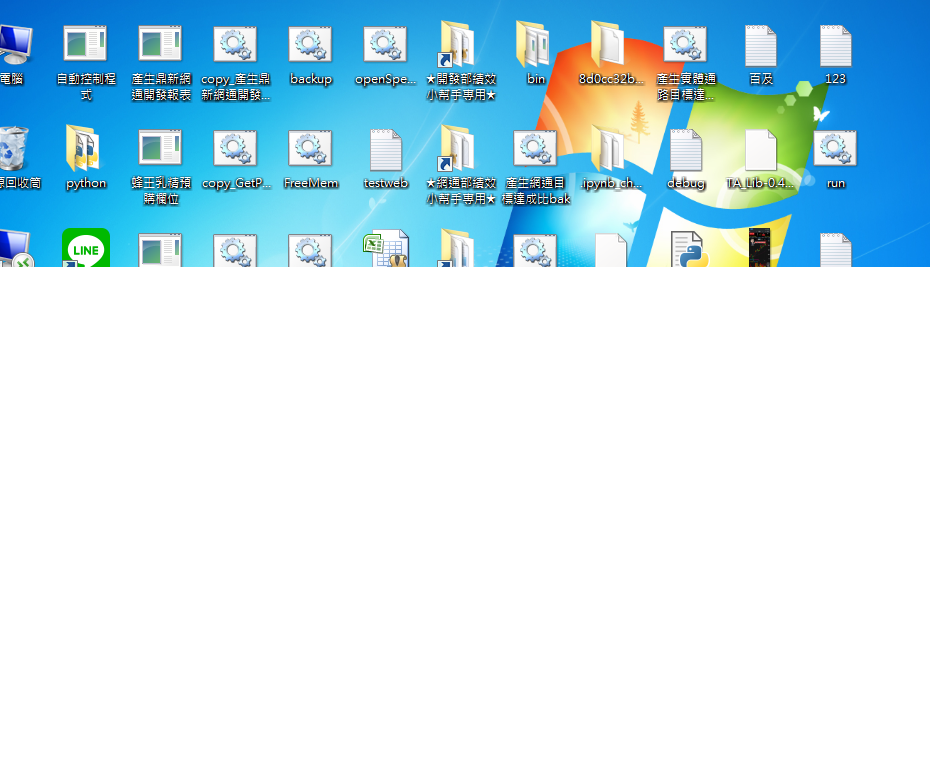 電腦
自動控制程
式
產生鼎新網
通開發報表
copy_產生鼎
新網通開發...
backup
openSpe...
★開發部績效
小幫手專用★
bin
8d0cc32b...
產生實體通
路目標達...
百及
123
原回收筒
python
蜂王乳精預
購欄位
copy_GetP...
FreeMem
testweb
★網通部績效
小幫手專用★
產生網通目
標達成比bak
.ipynb_ch...
debug
TA_Lib-0.4...
run
LINE